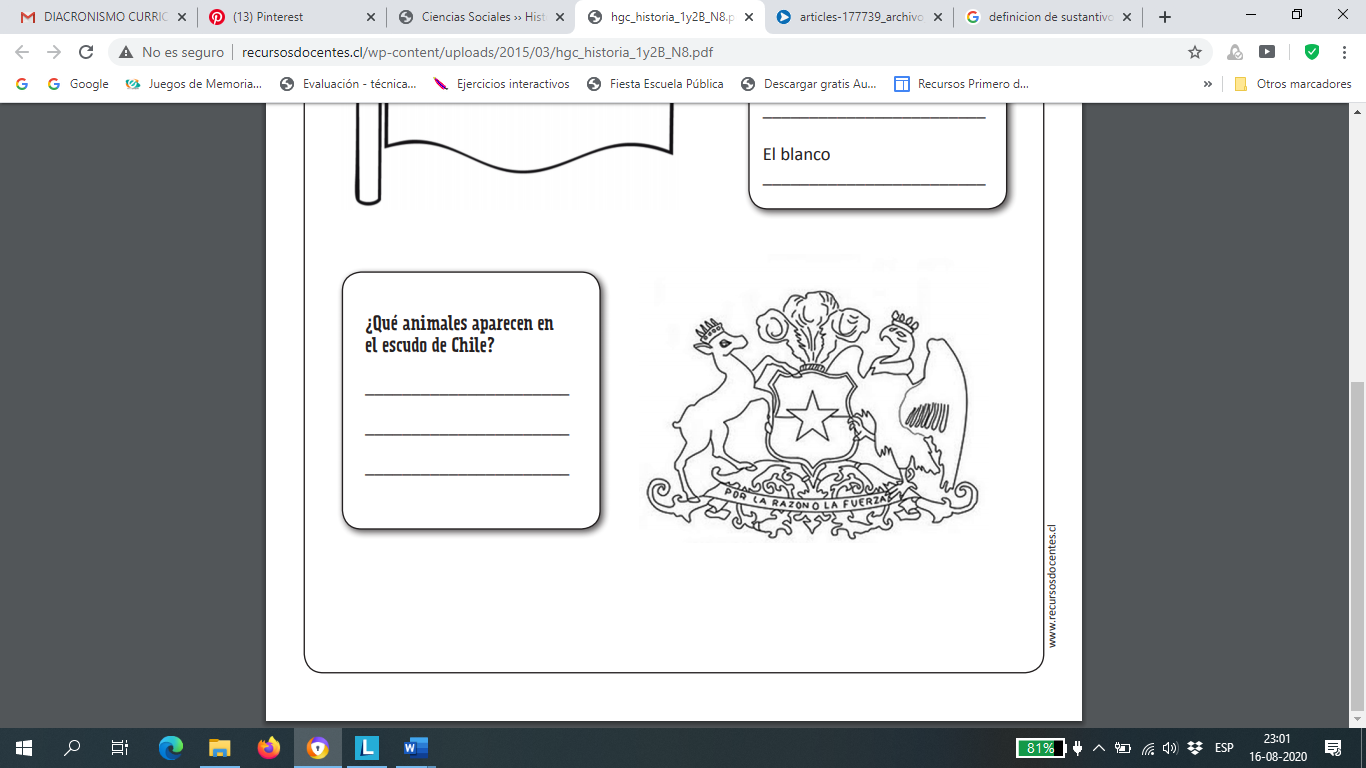 DIACRONISMO CURRIC
(13) Pinterest
Ciencias Sociales ›› Hist
hgc_historia_1y2B_N8.p
articles-177739_archivo
definicion de sustantivo
No es seguro | recursosdocentes.cl/wp-content/uploads/2015/03/hgc_historia_1y2B_N8.pdf
Google
Juegos de Memoria...
Evaluación - técnica...
Ejercicios interactivos
Fiesta Escuela Pública
Descargar gratis Au...
Recursos Primero d...
»
Otros marcadores
El blanco
¿Qué animales aparecen en
el escudo de Chile?
POR LA RAZON O LA FUERZA
www.recursosdocentes.cl
81%
ESP
23:01
16-08-2020